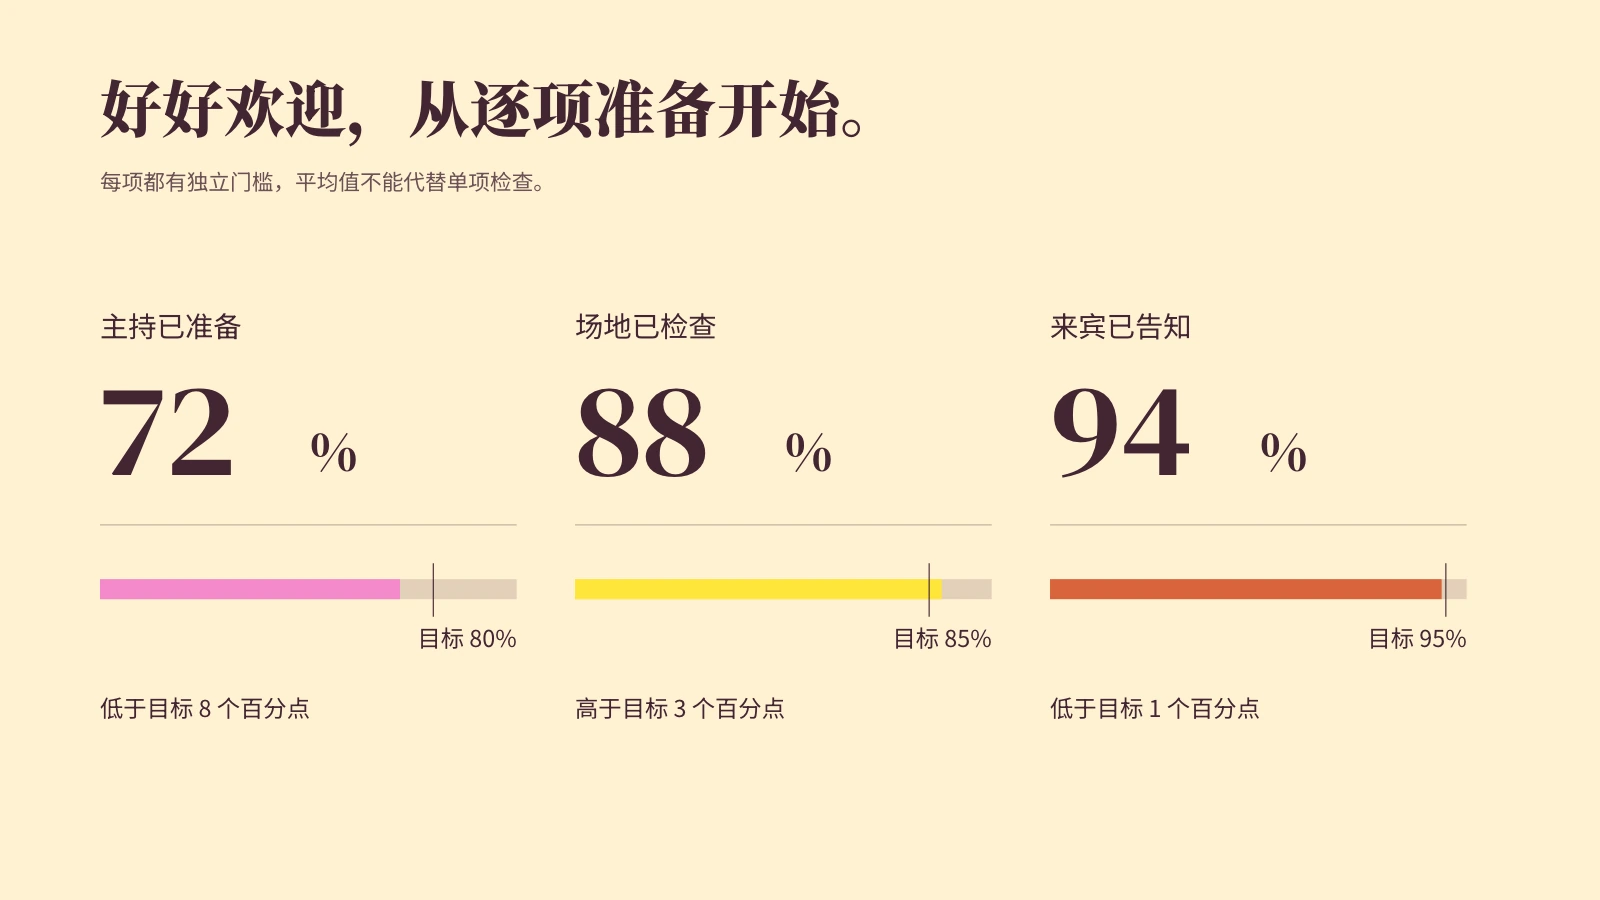 好好欢迎，从逐项准备开始。
每项都有独立门槛，平均值不能代替单项检查。
主持已准备
72 %
目标 80%
低于目标 8 个百分点
场地已检查
88 %
目标 85%
高于目标 3 个百分点
来宾已告知
94 %
目标 95%
低于目标 1 个百分点